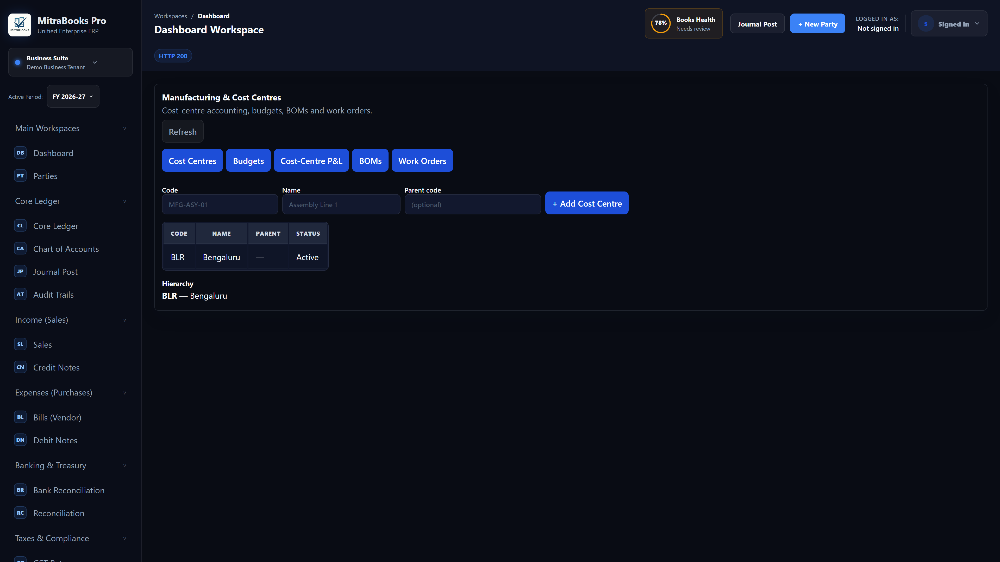 MitraBooks
MitraBooks Pro
Unified Enterprise ERP
Business Suite
Demo Business Tenant
Active Period:
FY 2026-27
Main Workspaces
v
DB
Dashboard
PT
Parties
Core Ledger
v
CL
Core Ledger
CA
Chart of Accounts
JP
Journal Post
AT
Audit Trails
Income (Sales)
v
SL
Sales
CN
Credit Notes
Expenses (Purchases)
v
BL
Bills (Vendor)
DN
Debit Notes
Banking & Treasury
v
BR
Bank Reconciliation
RC
Reconciliation
Taxes & Compliance
v
Workspaces / Dashboard
Dashboard Workspace
78%
Books Health
Needs review
Journal Post
+ New Party
LOGGED IN AS:
Not signed in
S
Signed in
HTTP 200
Manufacturing & Cost Centres
Cost-centre accounting, budgets, BOMs and work orders.
Refresh
Cost Centres
Budgets
Cost-Centre P&L
BOMs
Work Orders
Code
Name
Parent code
MFG-ASY-01
Assembly Line 1
(optional)
+ Add Cost Centre
CODE NAME PARENT STATUS
BLR Bengaluru — Active
Hierarchy
BLR — Bengaluru